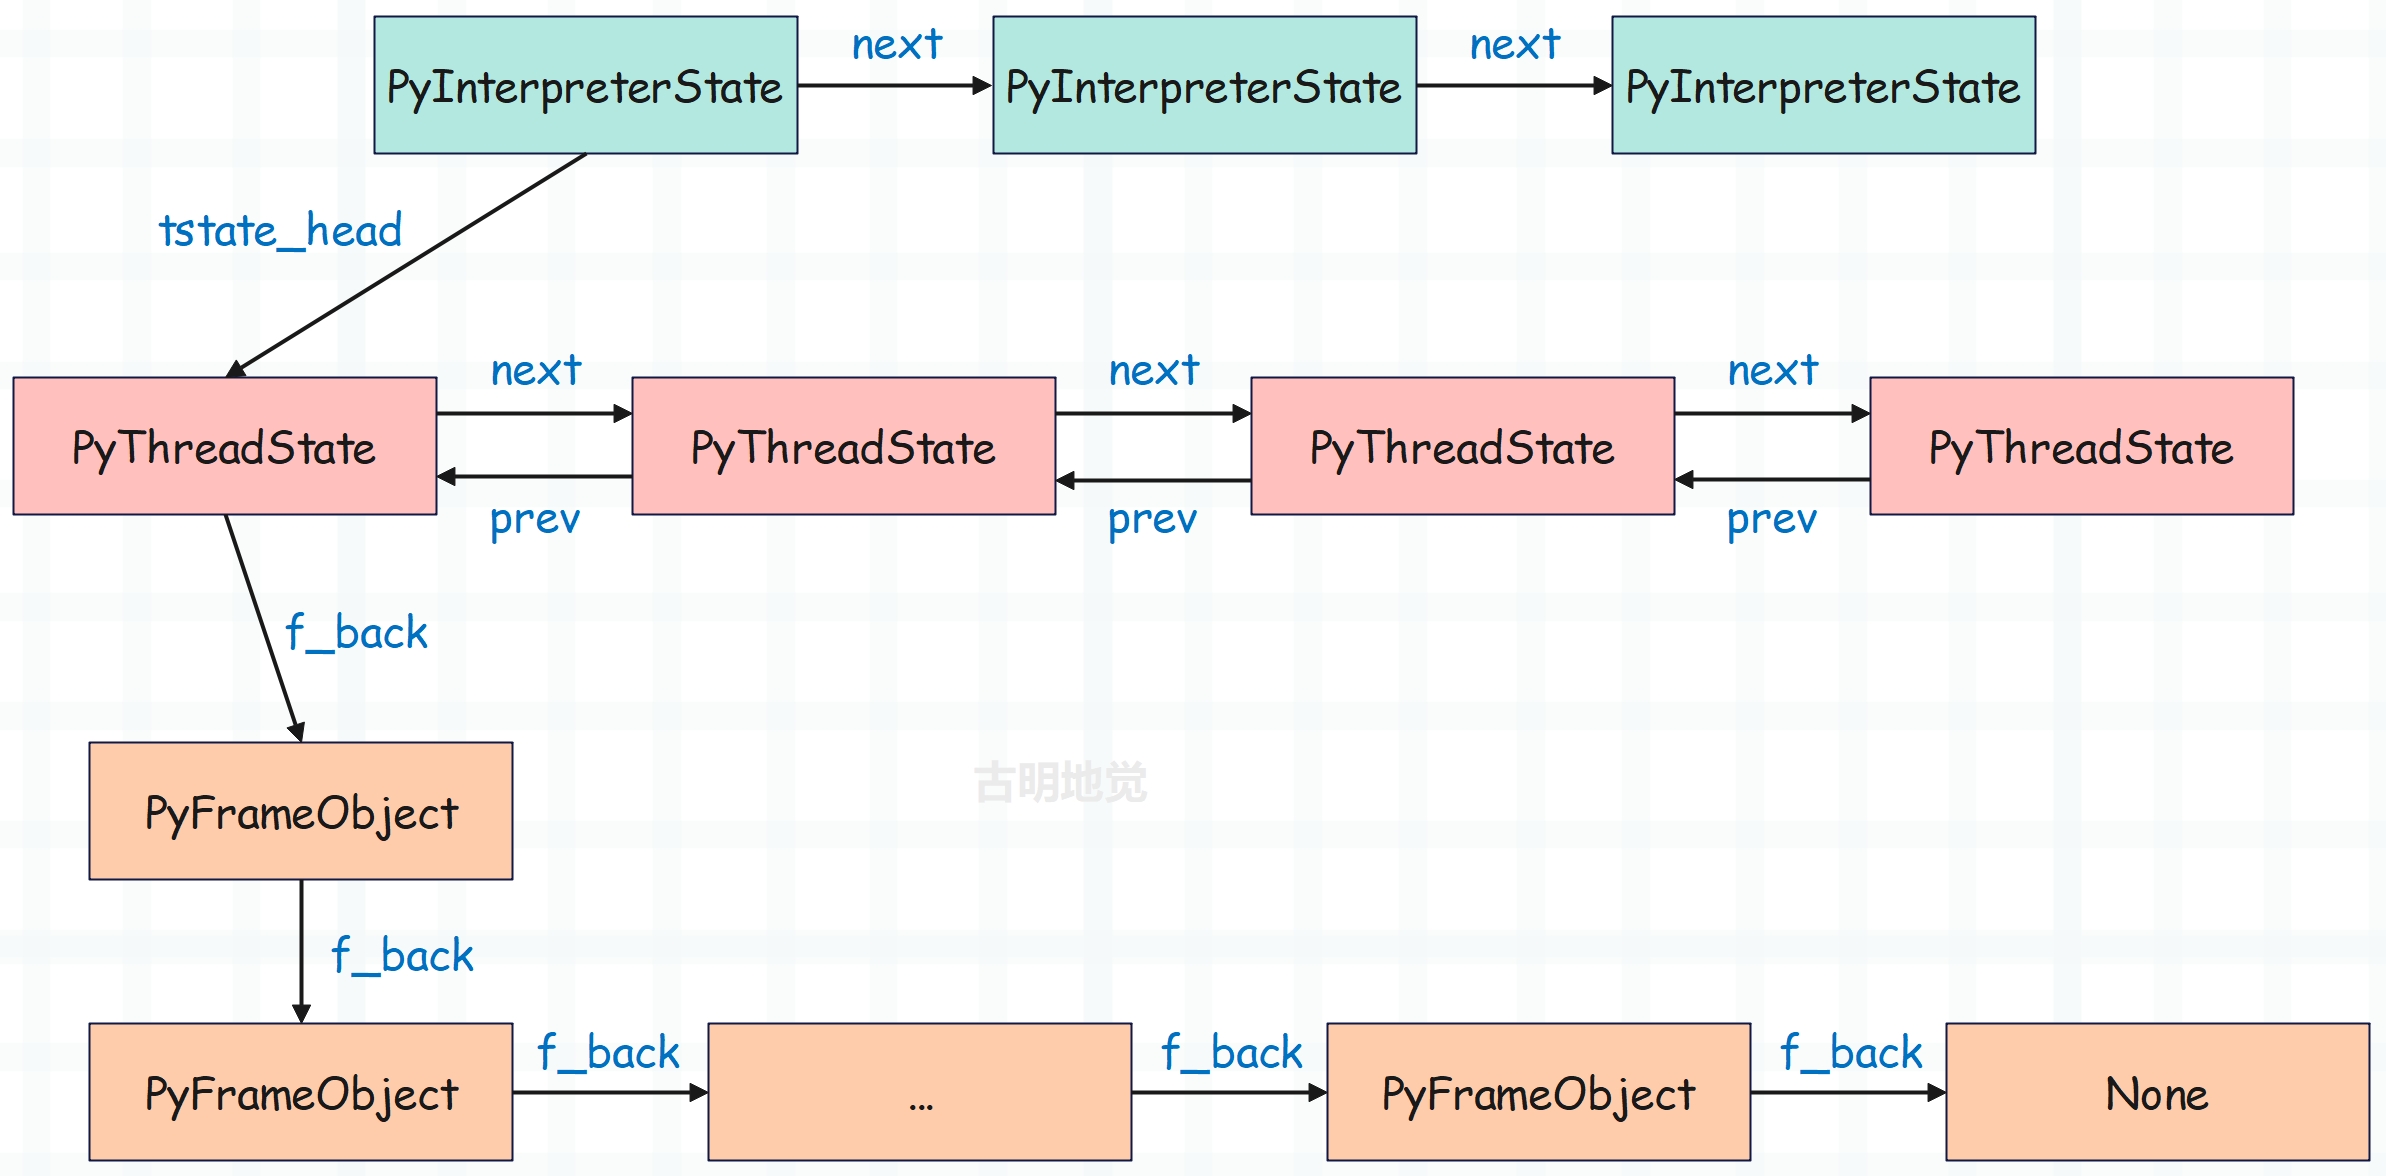 next
next
PyInterpreterState
PyInterpreterState
PyInterpreterState
tstate_head
next
next
next
PyThreadState
PyThreadState
PyThreadState
PyThreadState
prev
prev
prev
f_back
古明地觉
PyFrameObject
f_back
f_back
f_back
f_back
PyFrameObject
...
PyFrameObject
None